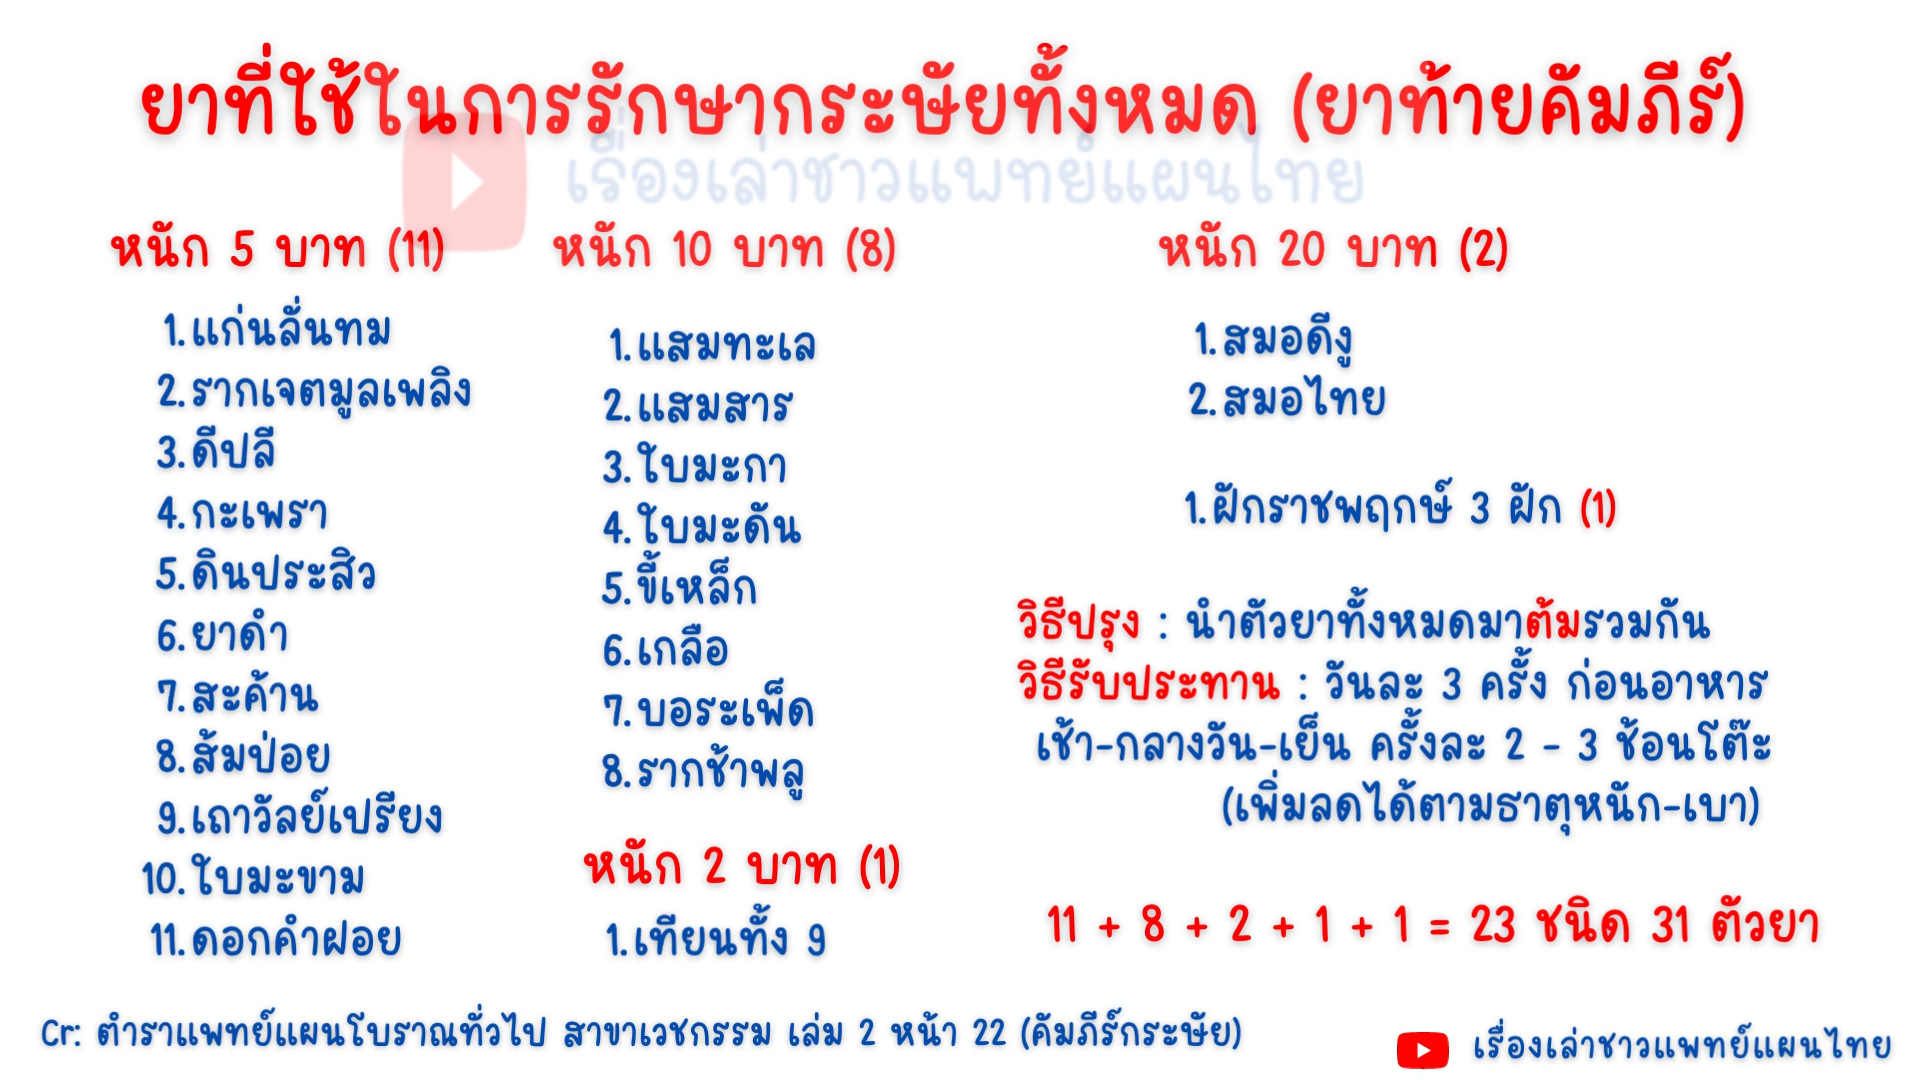 ยาที่ใช้ในการรักษากระษัยทั้งหมด (ยาท้ายคัมภีร์)
เรื่องเล่าชาวแพทย์แผนไทย
หนัก 5 บาท (11)
1. แก่นลั่นทม
2. รากเจตมูลเพลิง
3. ดีปลี
4. กะเพรา
5. ดินประสิว
6. ยาดำ
7. สะค้าน
8. ส้มป่อย
9. เถาวัลย์เปรียง
10. ใบมะขาม
11. ดอกคำฝอย
หนัก 10 บาท (8)
1. แสมทะเล
2. แสมสาร
3. ใบมะกา
4. ใบมะดัน
5. ขี้เหล็ก
6. เกลือ
7. บอระเพ็ด
8. รากช้าพลู
หนัก 2 บาท (1)
1. เทียนทั้ง 9
หนัก 20 บาท (2)
1. สมอดีงู
2. สมอไทย
1. ฝักราชพฤกษ์ 3 ฝัก (1)
วิธีปรุง : นำตัวยาทั้งหมดมาต้มรวมกัน
วิธีรับประทาน : วันละ 3 ครั้ง ก่อนอาหาร
เช้า-กลางวัน-เย็น ครั้งละ 2 - 3 ช้อนโต๊ะ
(เพิ่มลดได้ตามธาตุหนัก-เบา)
11 + 8 + 2 + 1 + 1 = 23 ชนิด 31 ตัวยา
Cr: ตำราแพทย์แผนโบราณทั่วไป สาขาเวชกรรม เล่ม 2 หน้า 22 (คัมภีร์กระษัย)
เรื่องเล่าชาวแพทย์แผนไทย